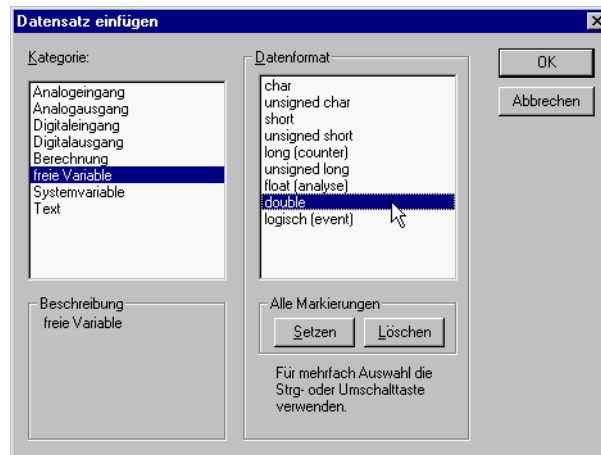 Datensatz einfügen
Kategorie:
Analogeingang
Analogausgang
Digitaleingang
Digitalausgang
Berechnung
freie Variable
Systemvariable
Text
Beschreibung
freie Variable
Datenformat
char
unsigned char
short
unsigned short
long (counter)
unsigned long
float (analyse)
double
logisch (event)
Alle Markierungen
Setzen
Löschen
Für mehrfach Auswahl die
Strg- oder Umschalttaste
verwenden.
OK
Abbrechen